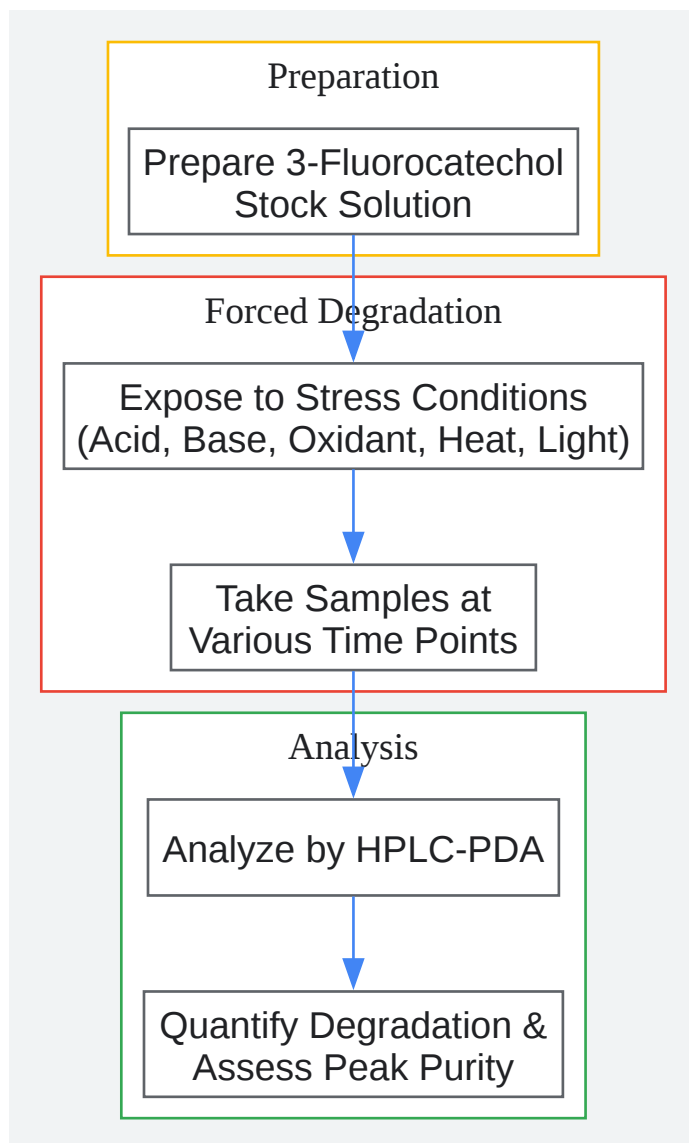 Preparation
Prepare 3-Fluorocatechol
Stock Solution
Forced Degradation
Expose to Stress Conditions
(Acid, Base, Oxidant, Heat, Light)
Take Samples at
Various Time Points
Analysis
Analyze by HPLC-PDA
Quantify Degradation &
Assess Peak Purity